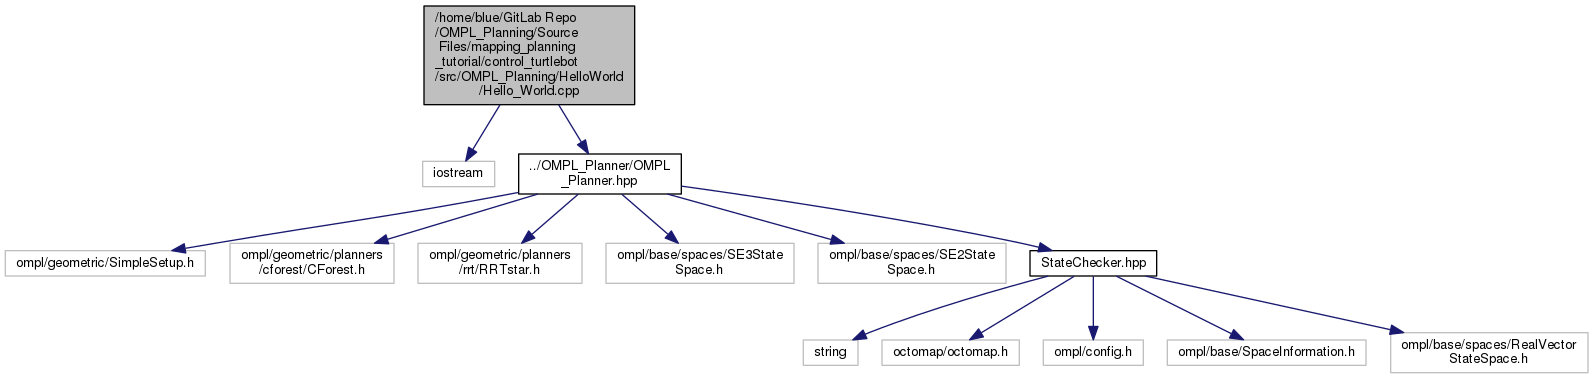 /home/blue/GitLab Repo
/OMPL_Planning/Source
Files/mapping_planning
_tutorial/control_turtlebot
/src/OMPL_Planning/HelloWorld
/Hello_World.cpp
iostream
../OMPL_Planner/OMPL
_Planner.hpp
ompl/geometric/SimpleSetup.h
ompl/geometric/planners
/cforest/CForest.h
ompl/geometric/planners
/rrt/RRTstar.h
ompl/base/spaces/SE3State
Space.h
ompl/base/spaces/SE2State
Space.h
StateChecker.hpp
string
octomap/octomap.h
ompl/config.h
ompl/base/SpaceInformation.h
ompl/base/spaces/RealVector
StateSpace.h